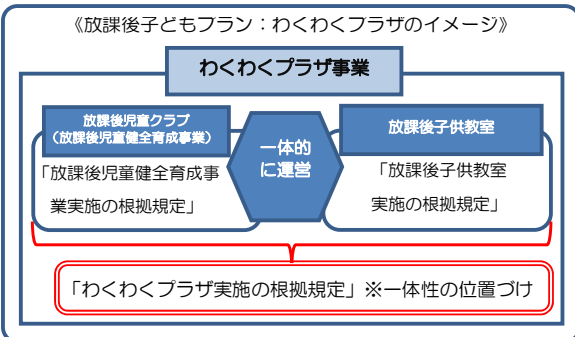 《放課後子どもプラン：わくわくプラザのイメージ》
わくわくプラザ事業
放課後児童クラブ
（放課後児童健全育成事業）
「放課後児童健全育成事
業実施の根拠規定」
一体的
に運営
放課後子供教室
「放課後子供教室
実施の根拠規定」
「わくわくプラザ実施の根拠規定」※一体性の位置づけ